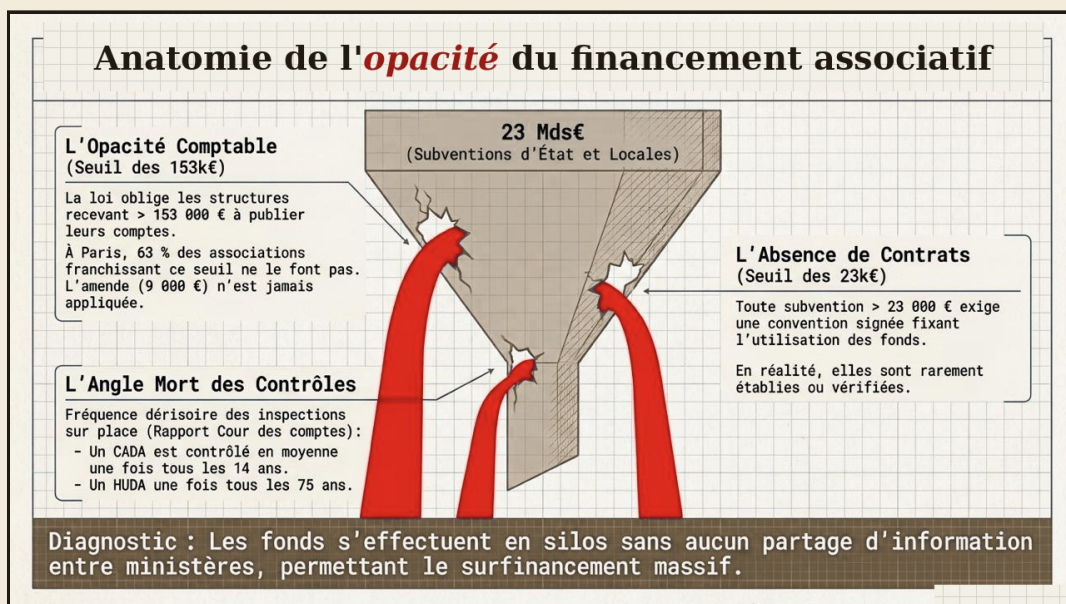 Anatomie de l'opacité du financement associatif
23 Mds€
(Subventions d'État et Locales)
L'Opacité Comptable
(Seuil des 153k€)
La loi oblige les structures
recevant > 153 000 € à publier
leurs comptes.
À Paris, 63 % des associations
franchissant ce seuil ne le font pas.
L'amende (9 000 €) n'est jamais
appliquée.
L'Absence de Contrats
(Seuil des 23k€)
Toute subvention > 23 000 € exige
une convention signée fixant
l'utilisation des fonds.
En réalité, elles sont rarement
établies ou vérifiées.
L'Angle Mort des Contrôles
Fréquence dérisoire des inspections
sur place (Rapport Cour des comptes):
- Un CADA est contrôlé en moyenne
une fois tous les 14 ans.
- Un HUDA une fois tous les 75 ans.
Diagnostic : Les fonds s'effectuent en silos sans aucun partage d'information
entre ministères, permettant le surfinancement massif.